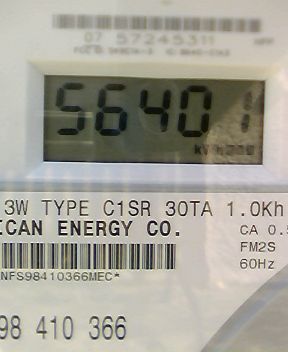 07 57245311
56401
kWh
3W TYPE C1SR 30TA 1.0Kh
ICAN ENERGY CO.
CA 0.5
FM2S
NFS98410366MEC*
60Hz
98 410 366